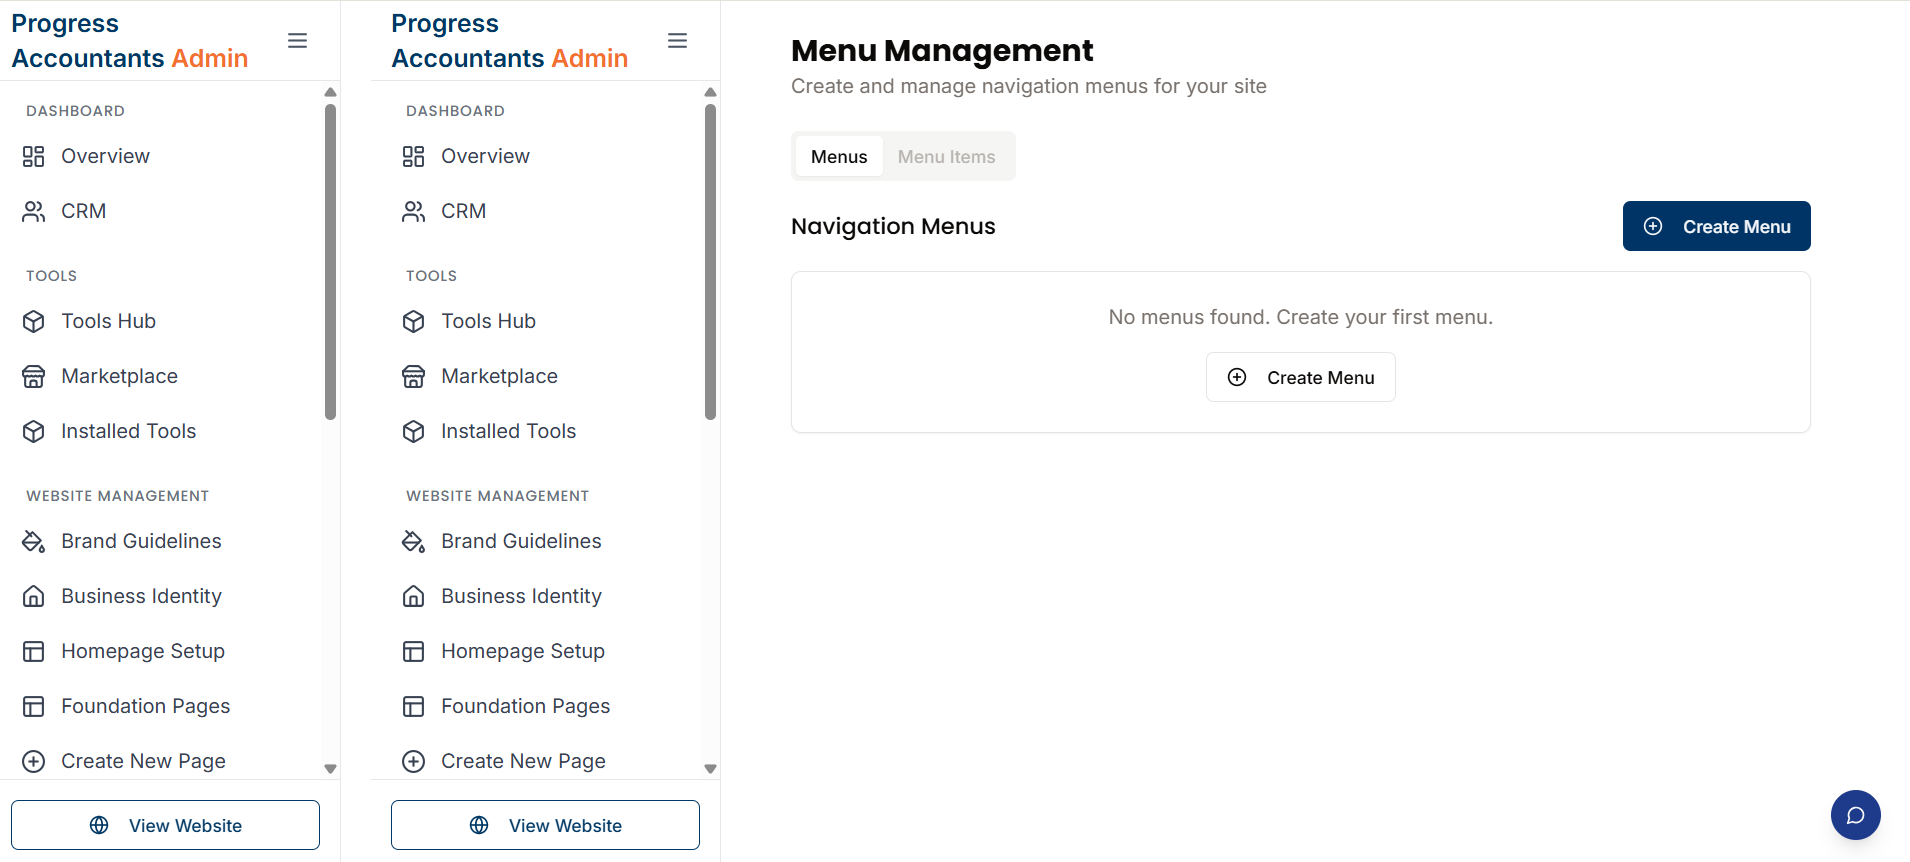 Progress
Accountants Admin
DASHBOARD
Overview
CRM
TOOLS
Tools Hub
Marketplace
Installed Tools
WEBSITE MANAGEMENT
Brand Guidelines
Business Identity
Homepage Setup
Foundation Pages
Create New Page
View Website
Progress
Accountants Admin
DASHBOARD
Overview
CRM
TOOLS
Tools Hub
Marketplace
Installed Tools
WEBSITE MANAGEMENT
Brand Guidelines
Business Identity
Homepage Setup
Foundation Pages
Create New Page
View Website
Menu Management
Create and manage navigation menus for your site
Menus
Menu Items
Navigation Menus
Create Menu
No menus found. Create your first menu.
Create Menu